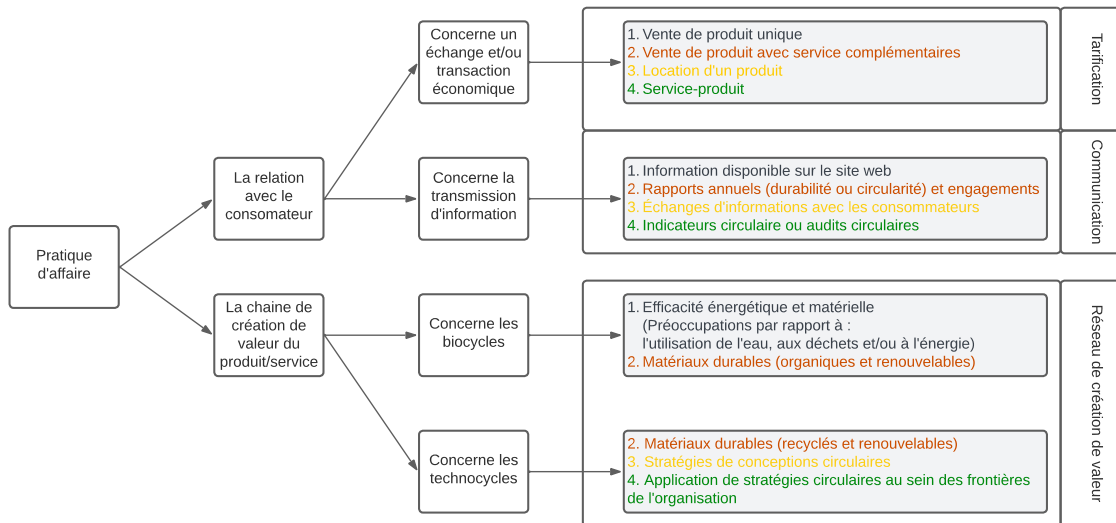 Pratique
d'affaire
La relation
avec le
consomateur
La chaine de
création de
valeur du
produit/service
Concerne un
échange et/ou
transaction
économique
Concerne la
transmission
d'information
Concerne les
biocycles
Concerne les
technocycles
1. Vente de produit unique
2. Vente de produit avec service complémentaires
3. Location d'un produit
4. Service-produit
Tarification
1. Information disponible sur le site web
2. Rapports annuels (durabilité ou circularité) et engagements
3. Échanges d'informations avec les consommateurs
4. Indicateurs circulaire ou audits circulaires
Communication
1. Efficacité énergétique et matérielle
(Préoccupations par rapport à :
l'utilisation de l'eau, aux déchets et/ou à l'énergie)
2. Matériaux durables (organiques et renouvelables)
2. Matériaux durables (recyclés et renouvelables)
3. Stratégies de conceptions circulaires
4. Application de stratégies circulaires au sein des frontières
de l'organisation
Réseau de création de valeur